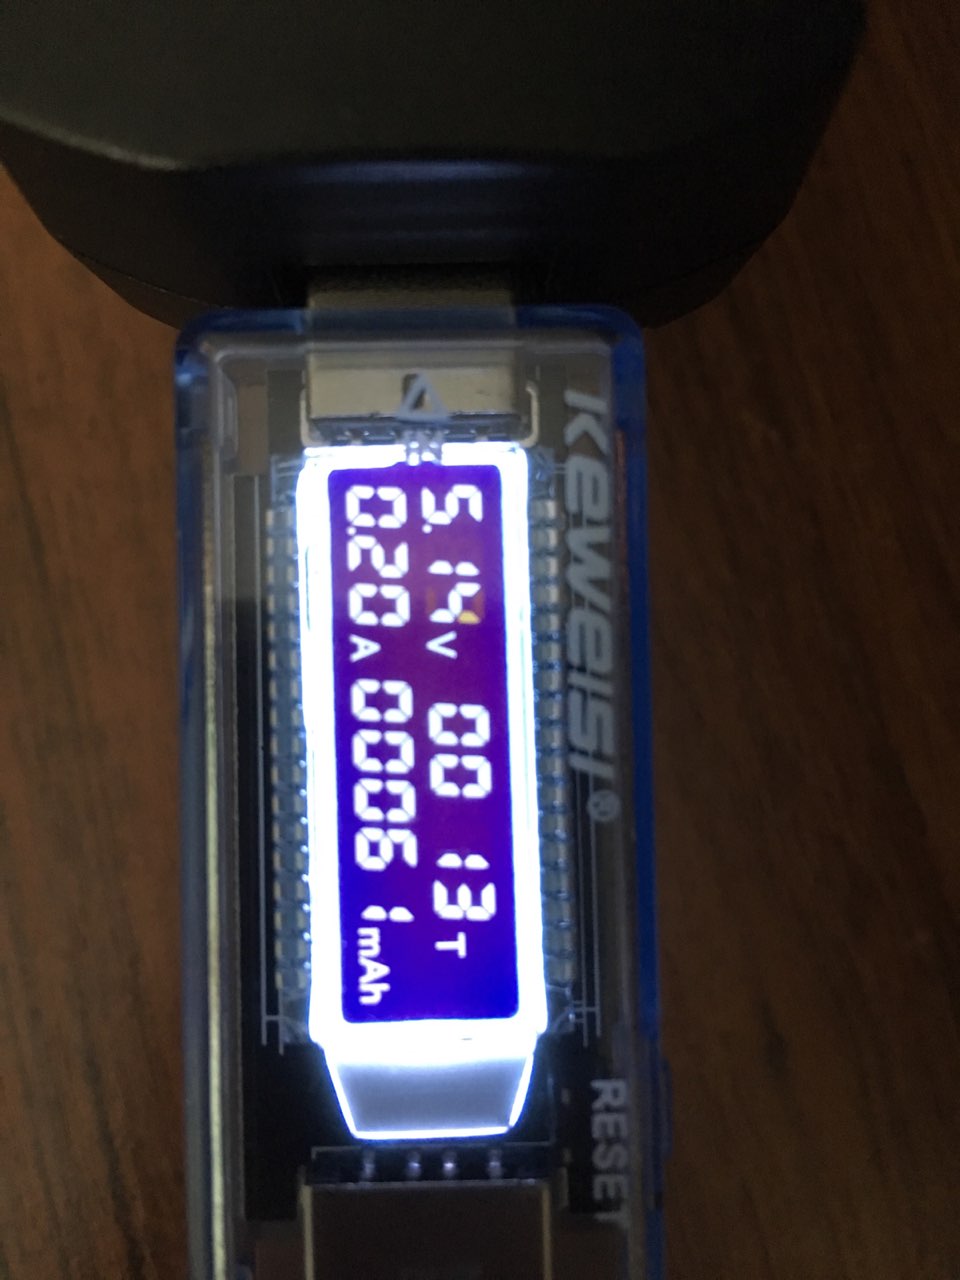 Keweisi®
5.14V 00 13T
0.20A 00061mAh
RESET